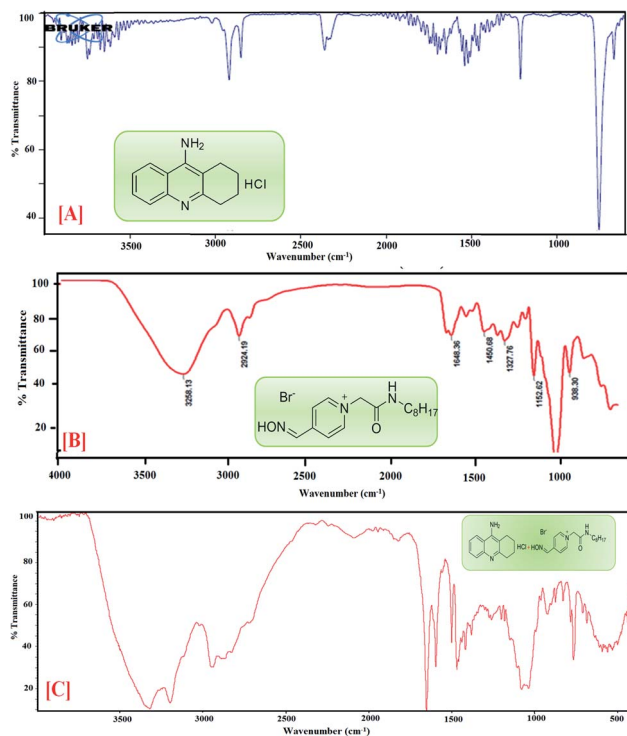 BRUKER
100
80
60
40
% Transmittance
NH2
HCl
N
[A]
3500 3000 2500 2000 1500 1000
Wavenumber (cm-1)
100
80
60
40
20
% Transmittance
3258.13
2924.19
1648.36
1450.68
1327.76
1152.62
938.30
Br-
H
N
C8H17
N+
O
HON
[B]
4000 3500 3000 2500 2000 1500 1000
Wavenumber (cm-1)
100
80
60
40
20
% Transmittance
NH2
N
HCl + HON
Br-
N+
O
H
N
C8H17
[C]
4000 3500 3000 2500 2000 1500 1000 500
Wavenumber (cm-1)